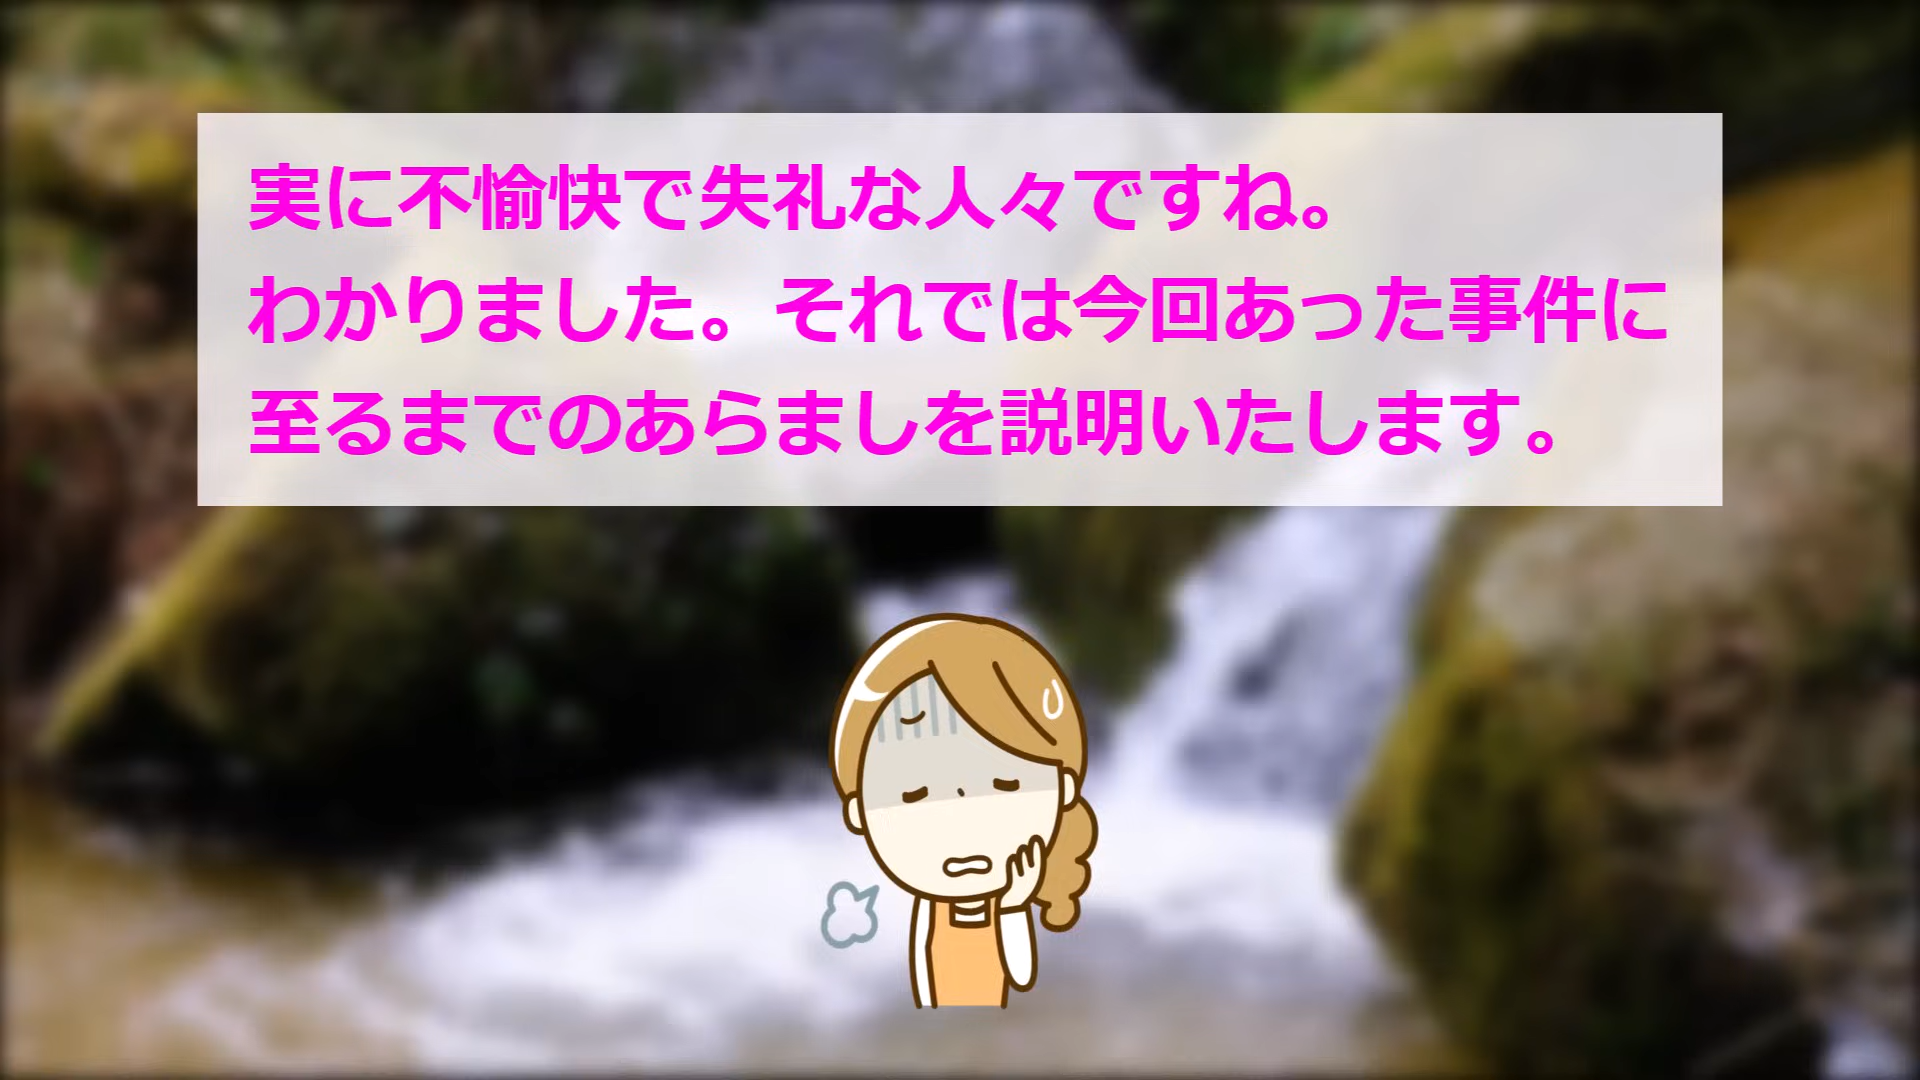 実に不愉快で失礼な人々ですね。
わかりました。それでは今回あった事件に
至るまでのあらましを説明いたします。